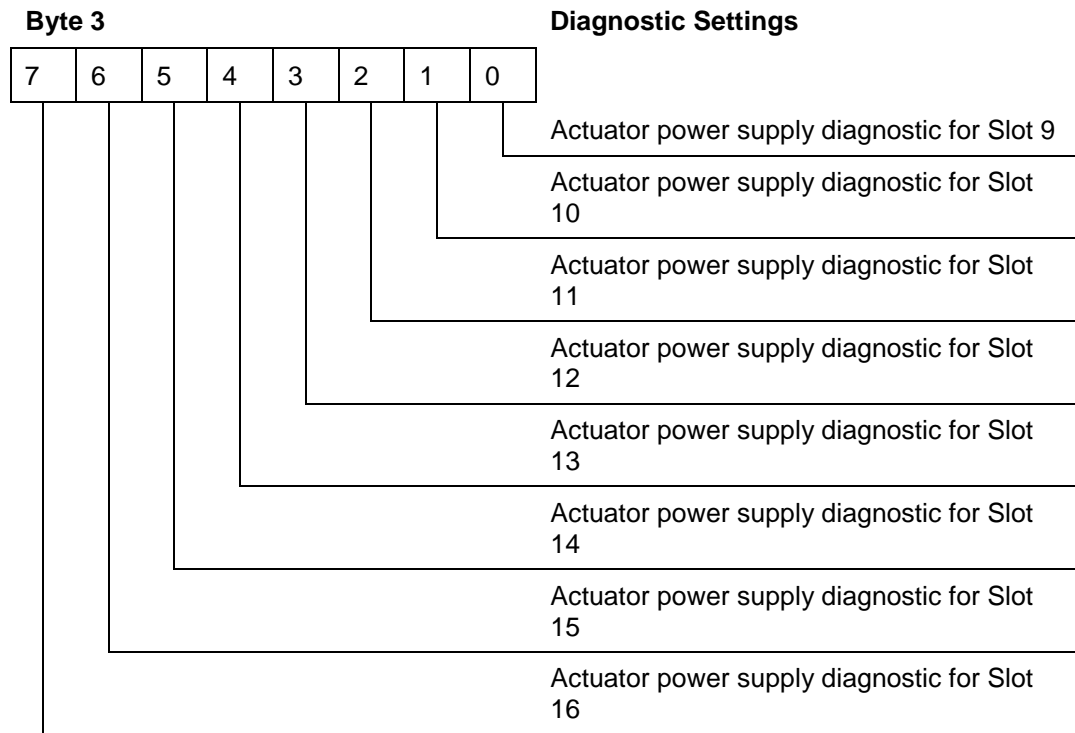 Byte 3 Diagnostic Settings
7 6 5 4 3 2 1 0
Actuator power supply diagnostic for Slot 9
Actuator power supply diagnostic for Slot
10
Actuator power supply diagnostic for Slot
11
Actuator power supply diagnostic for Slot
12
Actuator power supply diagnostic for Slot
13
Actuator power supply diagnostic for Slot
14
Actuator power supply diagnostic for Slot
15
Actuator power supply diagnostic for Slot
16